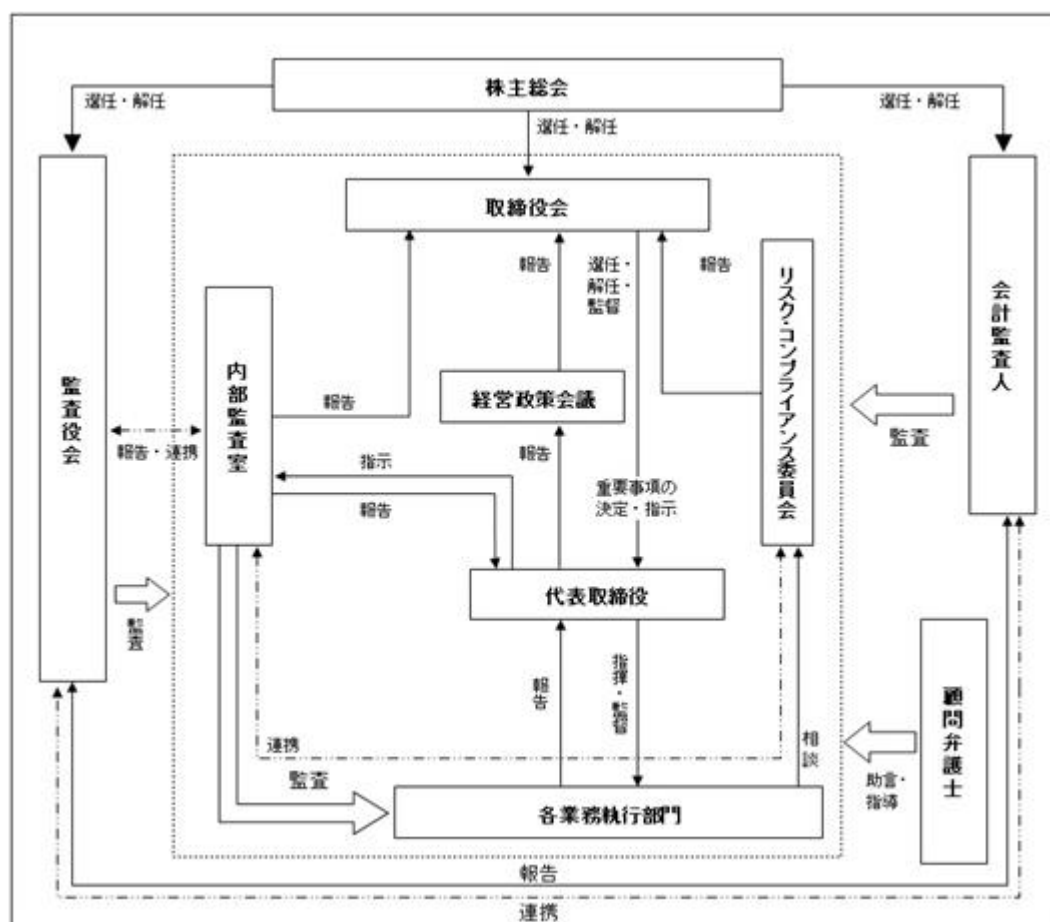 株主総会
選任・解任
選任・解任
選任・解任
取締役会
報告
選任・
解任・
監督
報告
リスク・コンプライアンス委員会
会計監査人
監査役会
内部監査室
経営政策会議
報告
監査
報告・連携
指示
報告
報告
重要事項の
決定・指示
代表取締役
監査
報告
指揮・監督
顧問弁護士
連携
相談
監査
助言・
指導
各業務執行部門
報告
連携